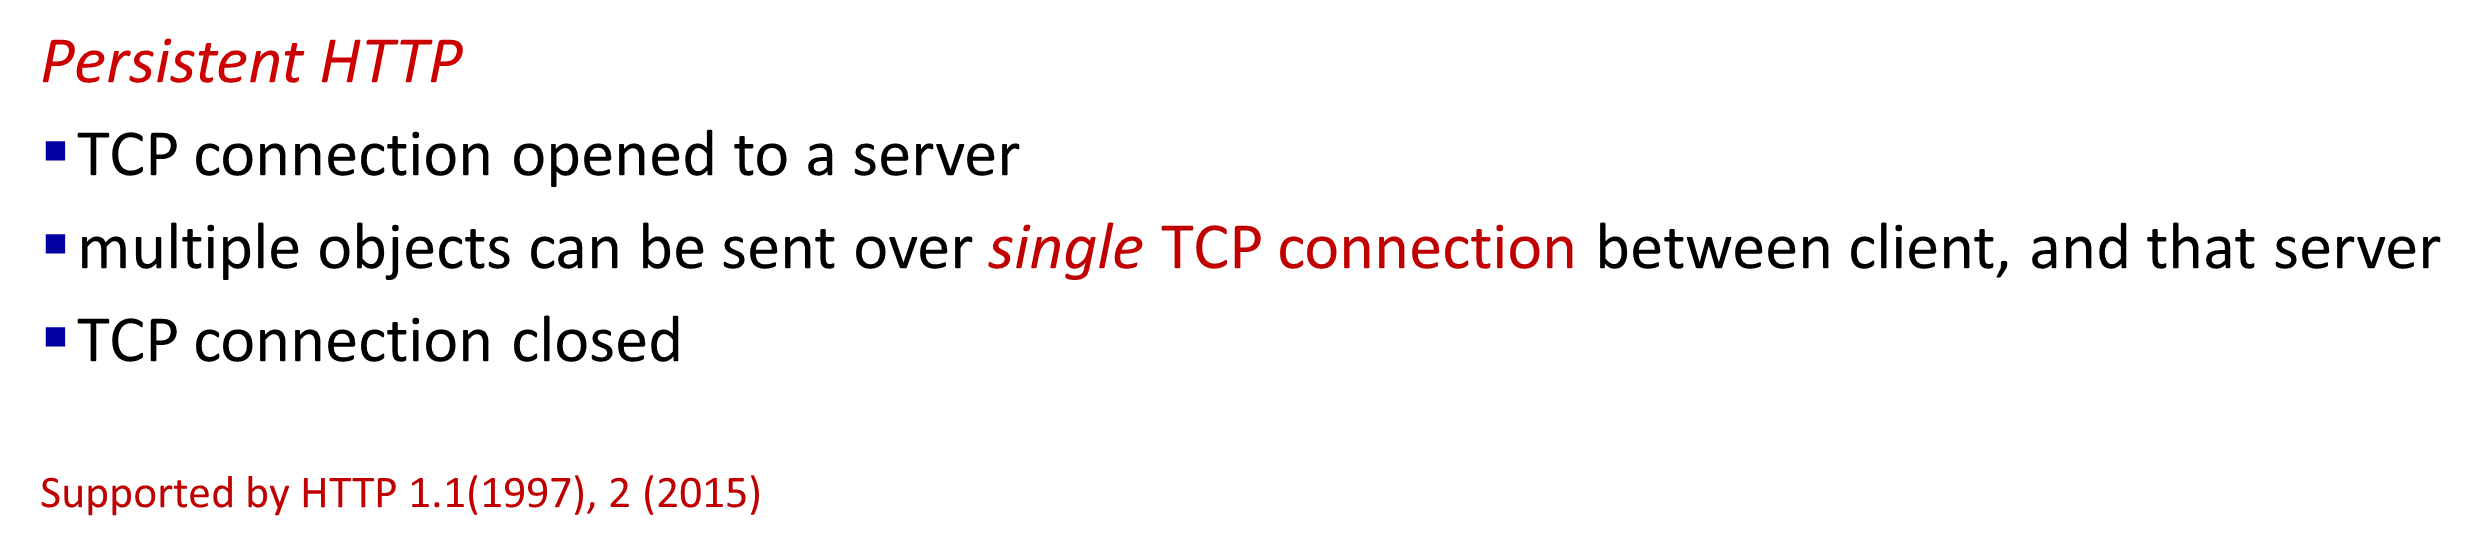 Persistent HTTP
▪ TCP connection opened to a server
▪ multiple objects can be sent over single TCP connection between client, and that server
▪ TCP connection closed
Supported by HTTP 1.1(1997), 2 (2015)